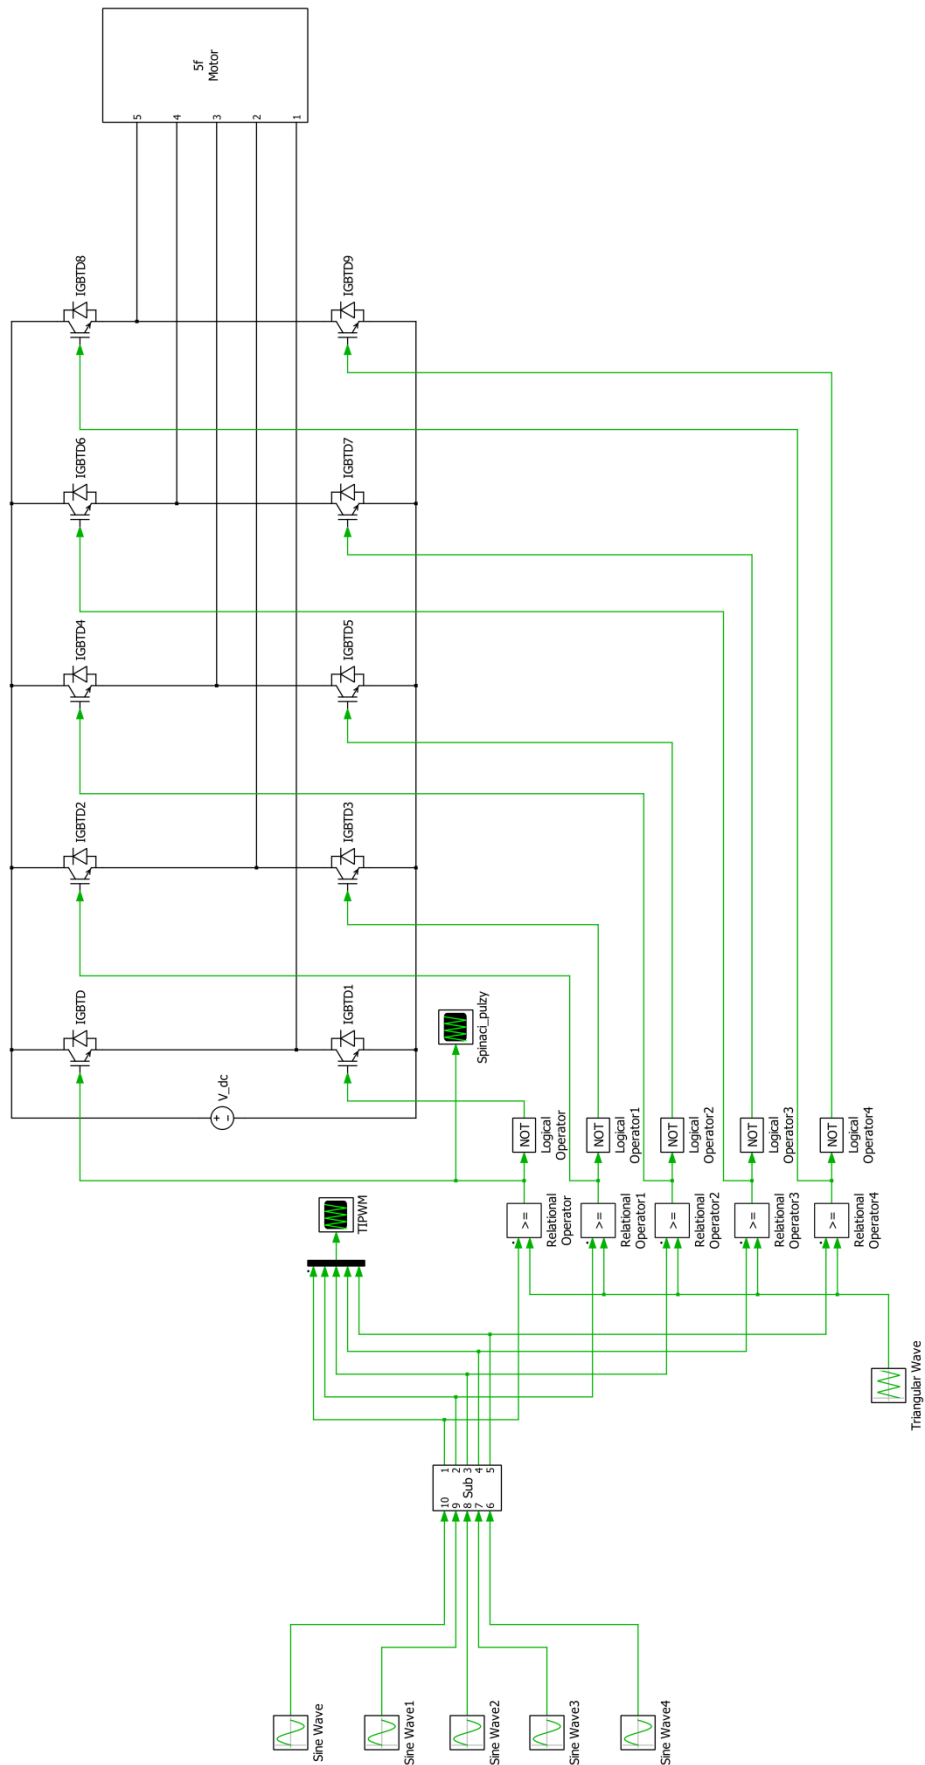 5f
Motor
5
4
3
2
1
IGBTD8
IGBTD9
IGBTD6
IGBTD7
IGBTD4
IGBTD5
IGBTD2
IGBTD3
IGBTD
IGBTD1
V_dc
+
−
Spinaci_pulzy
TIPWM
NOT
Logical
Operator
NOT
Logical
Operator1
NOT
Logical
Operator2
NOT
Logical
Operator3
NOT
Logical
Operator4
>=
Relational
Operator
>=
Relational
Operator1
>=
Relational
Operator2
>=
Relational
Operator3
>=
Relational
Operator4
Triangular Wave
Sub
1
2
3
4
5
10
9
8
7
6
Sine Wave
Sine Wave1
Sine Wave2
Sine Wave3
Sine Wave4